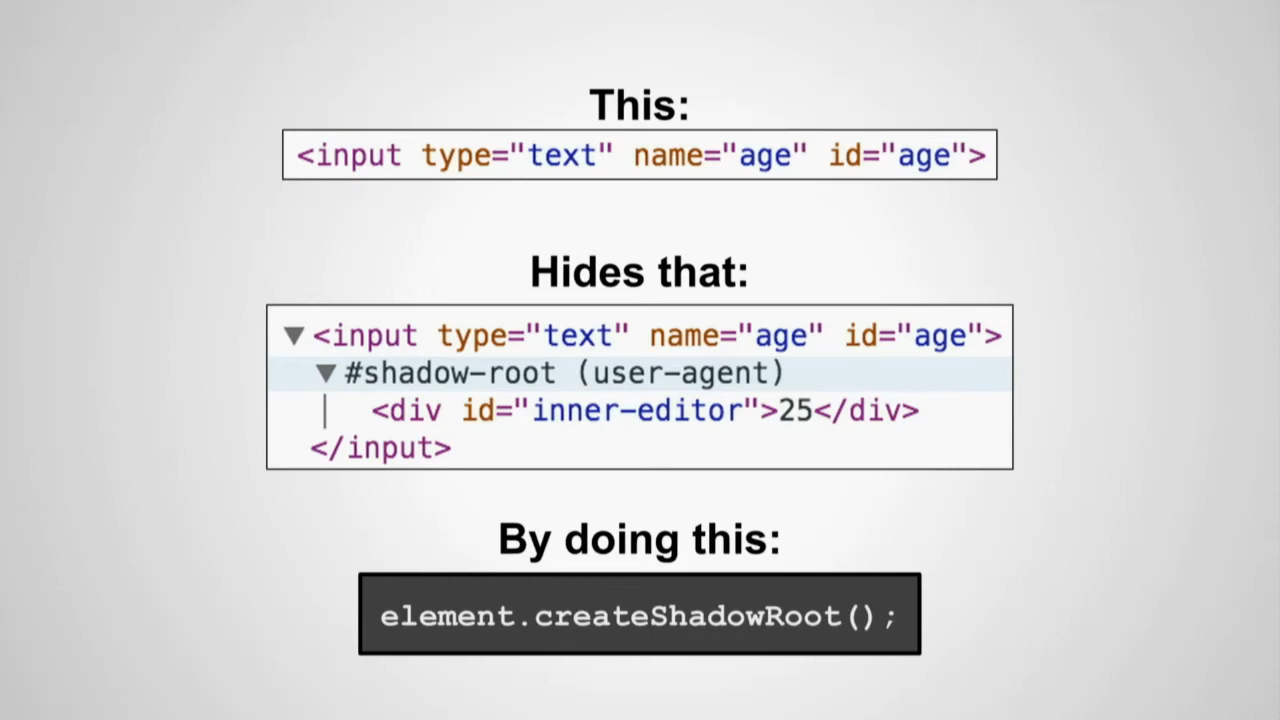 This:
<input type="text" name="age" id="age">
Hides that:
▼<input type="text" name="age" id="age">
▼#shadow-root (user-agent)
<div id="inner-editor">25</div>
</input>
By doing this:
element.createShadowRoot();